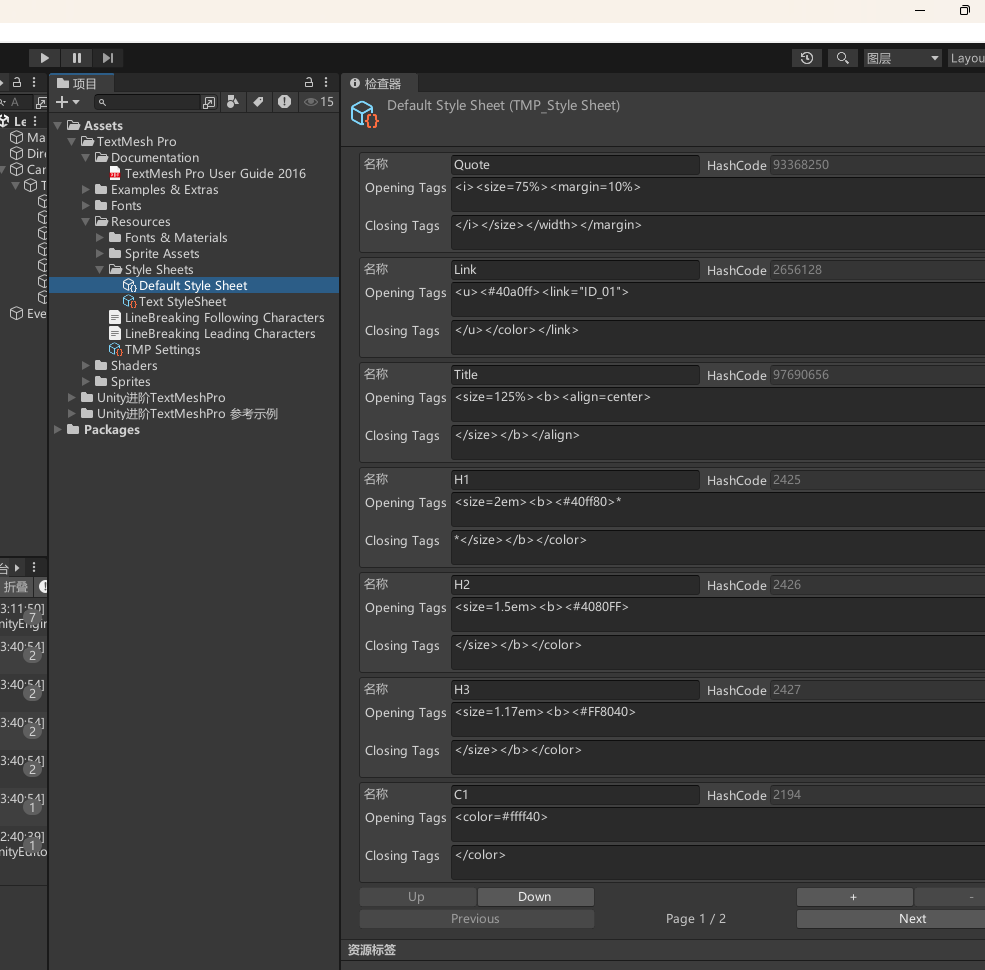 图层
Layou
项目
15
检查器
Default Style Sheet (TMP_Style Sheet)
A
Le
Ma
Dire
Can
T
Eve
Assets
TextMesh Pro
Documentation
TextMesh Pro User Guide 2016
Examples & Extras
Fonts
Resources
Fonts & Materials
Sprite Assets
Style Sheets
Default Style Sheet
Text StyleSheet
LineBreaking Following Characters
LineBreaking Leading Characters
TMP Settings
Shaders
Sprites
Unity进阶TextMeshPro
Unity进阶TextMeshPro 参考示例
Packages
台
折叠
3:11:50]
nityEngin
7
3:40:54]
2
3:40:54]
2
3:40:54]
2
3:40:54]
2
3:40:54]
1
2:40:39]
nityEdito
1
名称 Quote HashCode 93368250
Opening Tags <i><size=75%><margin=10%>
Closing Tags </i></size></width></margin>
名称 Link HashCode 2656128
Opening Tags <u><#40a0ff><link="ID_01">
Closing Tags </u></color></link>
名称 Title HashCode 97690656
Opening Tags <size=125%><b><align=center>
Closing Tags </size></b></align>
名称 H1 HashCode 2425
Opening Tags <size=2em><b><#40ff80>*
Closing Tags *</size></b></color>
名称 H2 HashCode 2426
Opening Tags <size=1.5em><b><#4080FF>
Closing Tags </size></b></color>
名称 H3 HashCode 2427
Opening Tags <size=1.17em><b><#FF8040>
Closing Tags </size></b></color>
名称 C1 HashCode 2194
Opening Tags <color=#ffff40>
Closing Tags </color>
Up Down + -
Previous Page 1 / 2 Next
资源标签